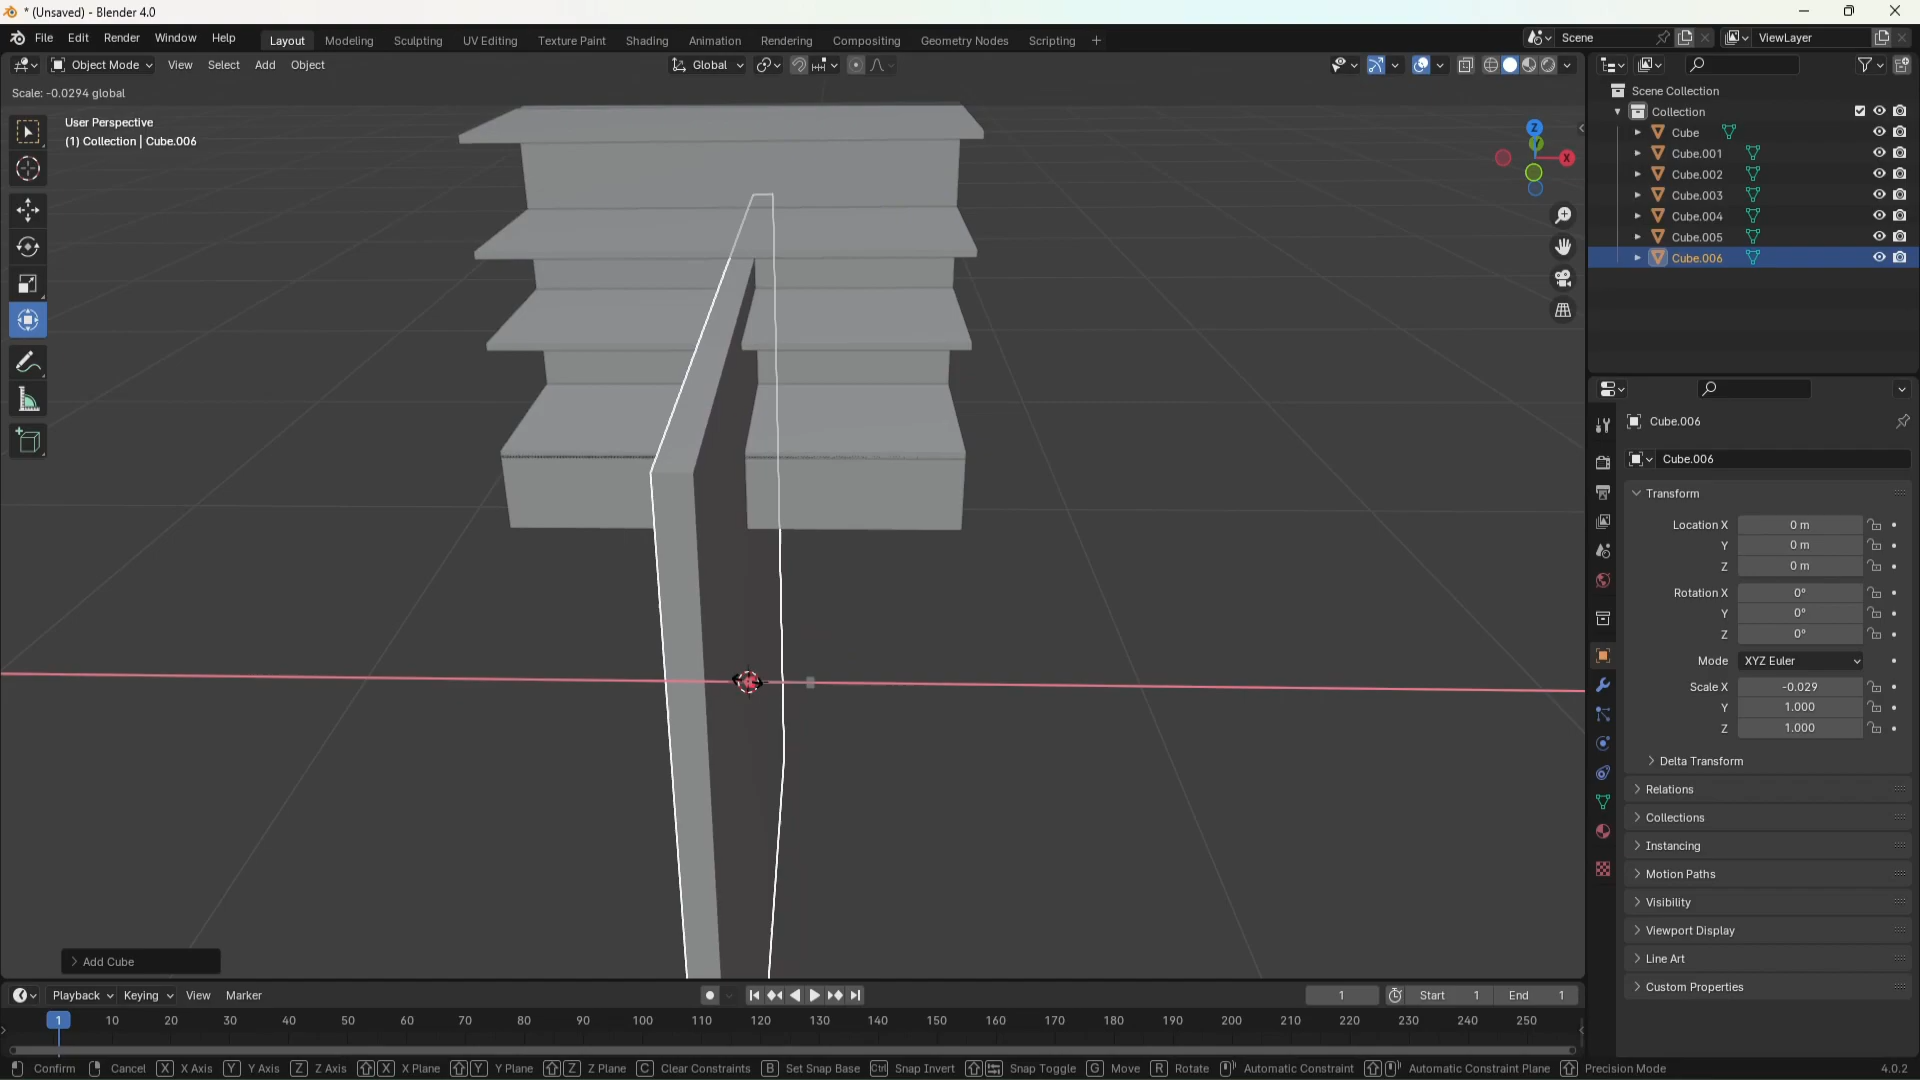 * (Unsaved) - Blender 4.0
File Edit Render Window Help Layout Modeling Sculpting UV Editing Texture Paint Shading Animation Rendering Compositing Geometry Nodes Scripting + Scene ViewLayer
Object Mode View Select Add Object Global
Scale: -0.0294 global
User Perspective
(1) Collection | Cube.006
Z
X
Scene Collection
Collection
Cube
Cube.001
Cube.002
Cube.003
Cube.004
Cube.005
Cube.006
Cube.006
Cube.006
Transform
Location X 0 m
Y 0 m
Z 0 m
Rotation X 0°
Y 0°
Z 0°
Mode XYZ Euler
Scale X -0.029
Y 1.000
Z 1.000
Delta Transform
Relations
Collections
Instancing
Motion Paths
Visibility
Viewport Display
Line Art
Custom Properties
Add Cube
Playback Keying View Marker 1 Start 1 End 1
1 10 20 30 40 50 60 70 80 90 100 110 120 130 140 150 160 170 180 190 200 210 220 230 240 250
Confirm Cancel X X Axis Y Y Axis Z Z Axis X X Plane Y Y Plane Z Z Plane C Clear Constraints B Set Snap Base Ctrl Snap Invert Snap Toggle G Move R Rotate Automatic Constraint Automatic Constraint Plane Precision Mode 4.0.2